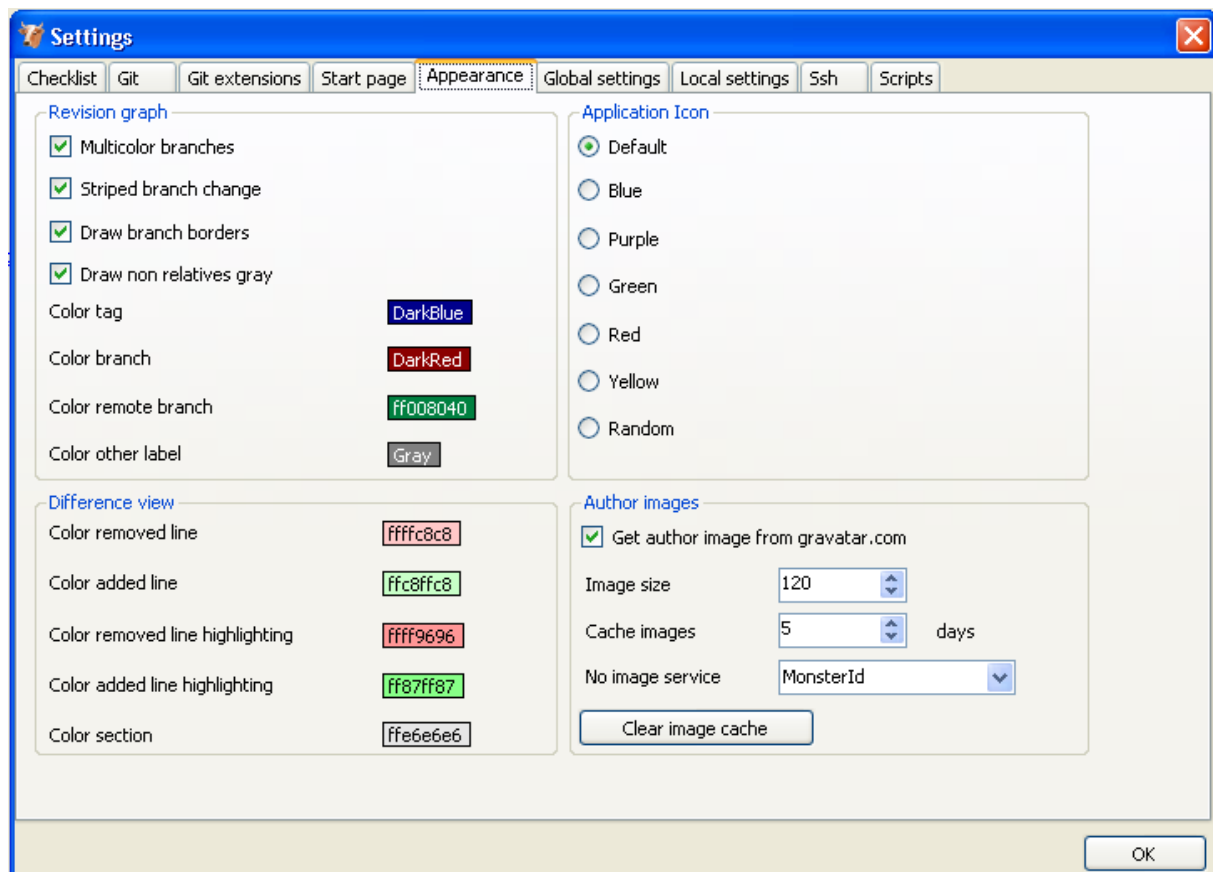 Settings
Checklist Git Git extensions Start page Appearance Global settings Local settings Ssh Scripts
Revision graph
Multicolor branches
Striped branch change
Draw branch borders
Draw non relatives gray
Color tag DarkBlue
Color branch DarkRed
Color remote branch ff008040
Color other label Gray
Application Icon
Default
Blue
Purple
Green
Red
Yellow
Random
Difference view
Color removed line ffffc8c8
Color added line ffc8ffc8
Color removed line highlighting ffff9696
Color added line highlighting ff87ff87
Color section ffe6e6e6
Author images
Get author image from gravatar.com
Image size 120
Cache images 5 days
No image service MonsterId
Clear image cache
OK